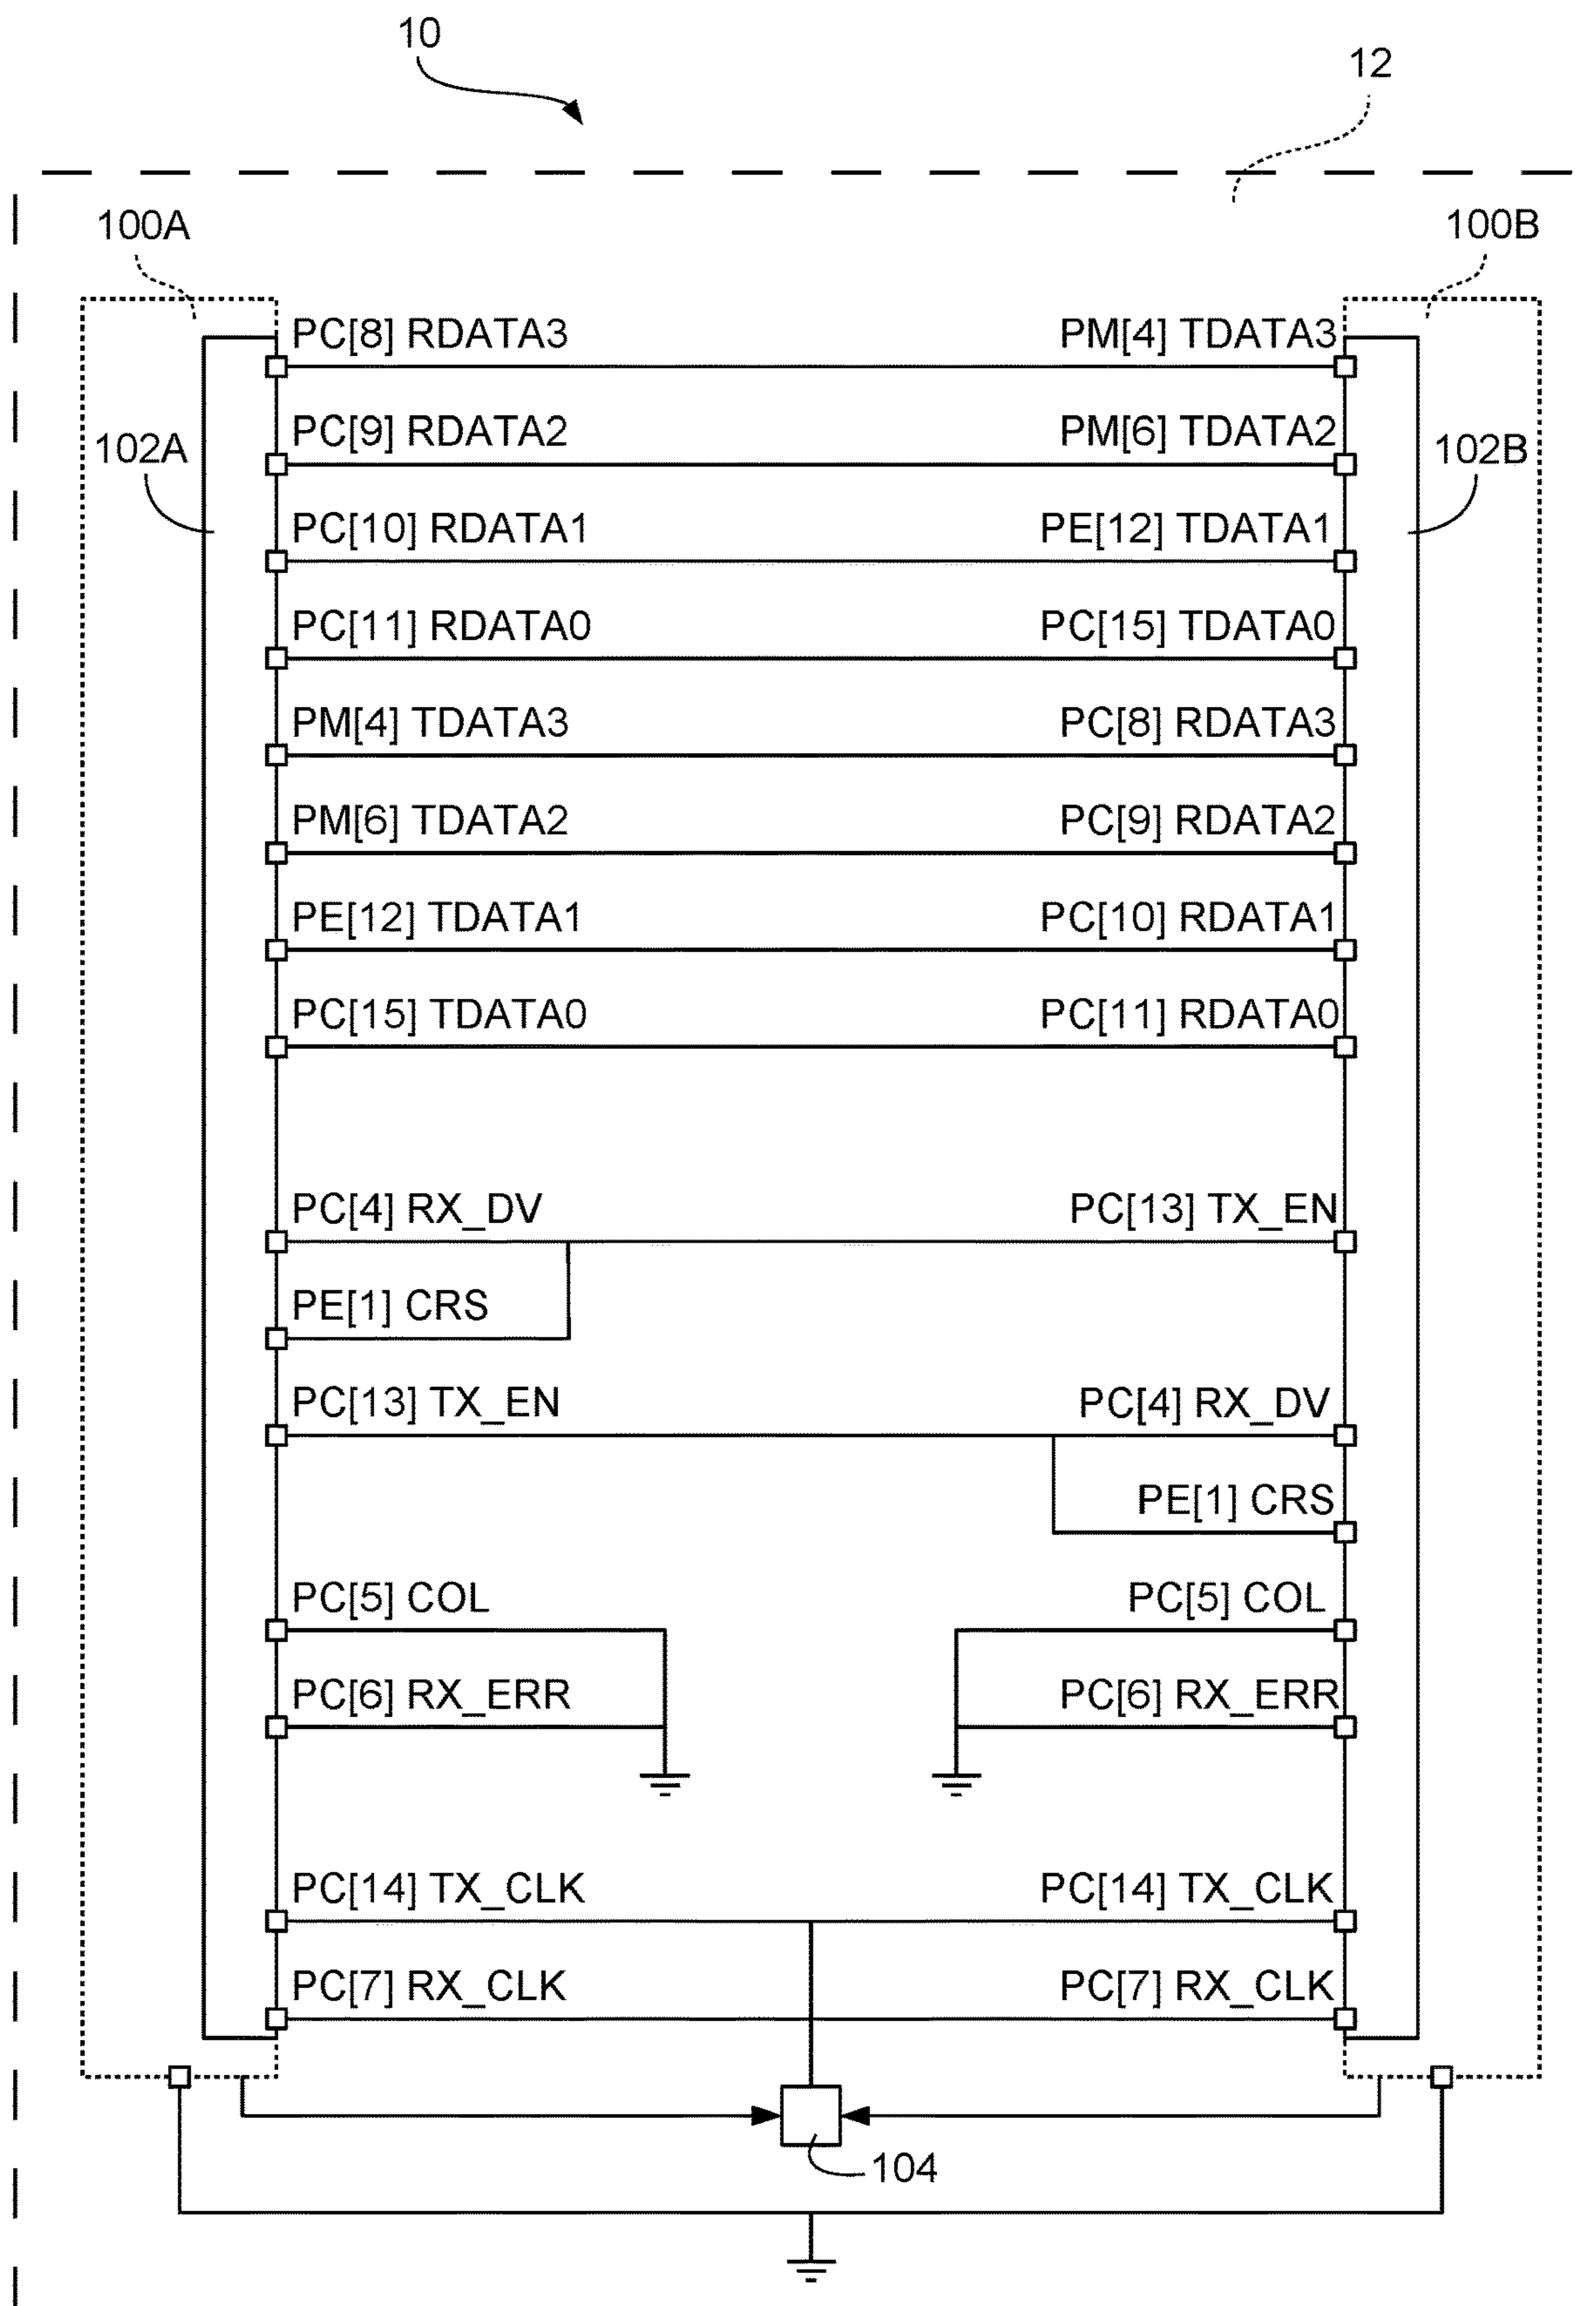 10
12
100A 100B
PC[8] RDATA3 PM[4] TDATA3
PC[9] RDATA2 PM[6] TDATA2
102A 102B
PC[10] RDATA1 PE[12] TDATA1
PC[11] RDATA0 PC[15] TDATA0
PM[4] TDATA3 PC[8] RDATA3
PM[6] TDATA2 PC[9] RDATA2
PE[12] TDATA1 PC[10] RDATA1
PC[15] TDATA0 PC[11] RDATA0
PC[4] RX_DV PC[13] TX_EN
PE[1] CRS
PC[13] TX_EN PC[4] RX_DV
PE[1] CRS
PC[5] COL PC[5] COL
PC[6] RX_ERR PC[6] RX_ERR
PC[14] TX_CLK PC[14] TX_CLK
PC[7] RX_CLK PC[7] RX_CLK
104